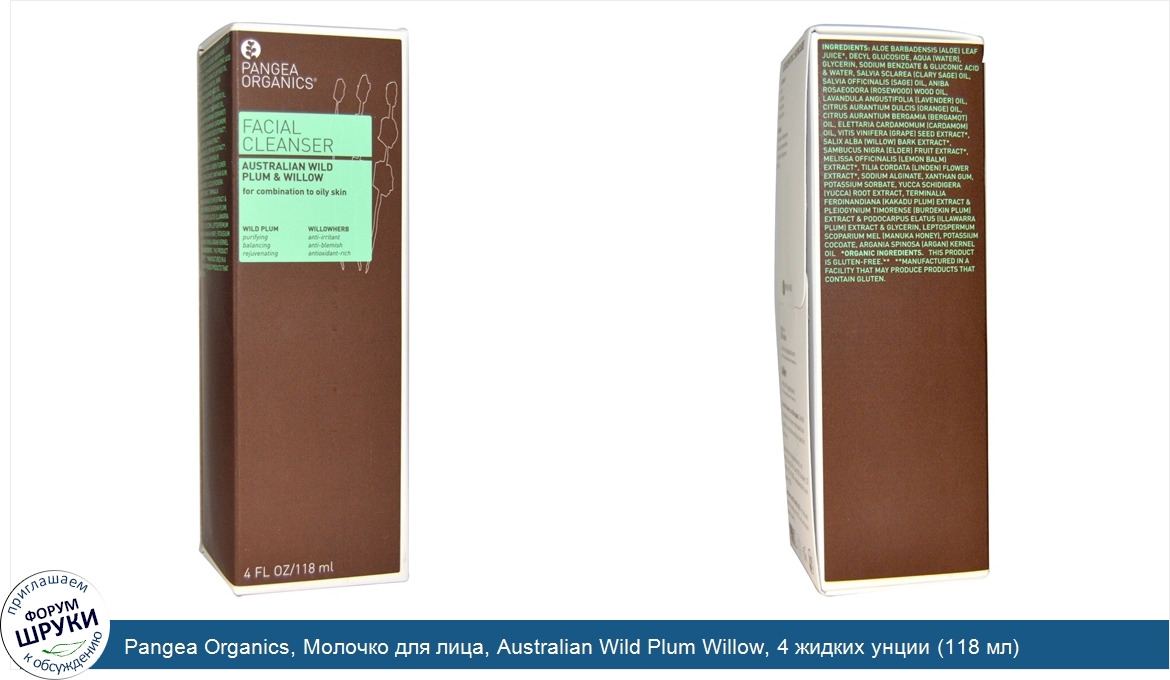 PANGEA
ORGANICS®
FACIAL
CLEANSER
AUSTRALIAN WILD
PLUM & WILLOW
for combination to oily skin
WILD PLUM
purifying
balancing
rejuvenating
WILLOWHERB
anti-irritant
anti-blemish
antioxidant-rich
4 FL OZ/118 ml
INGREDIENTS: ALOE BARBADENSIS (ALOE) LEAF
JUICE*, DECYL GLUCOSIDE, AQUA (WATER),
GLYCERIN, SODIUM BENZOATE & GLUCONIC ACID
& WATER, SALVIA SCLAREA (CLARY SAGE) OIL,
SALVIA OFFICINALIS (SAGE) OIL, ANIBA
ROSAEODORA (ROSEWOOD) WOOD OIL,
LAVANDULA ANGUSTIFOLIA (LAVENDER) OIL,
CITRUS AURANTIUM DULCIS (ORANGE) OIL,
CITRUS AURANTIUM BERGAMIA (BERGAMOT)
OIL, ELETTARIA CARDAMOMUM (CARDAMOM)
OIL, VITIS VINIFERA (GRAPE) SEED EXTRACT*,
SALIX ALBA (WILLOW) BARK EXTRACT*,
SAMBUCUS NIGRA (ELDER) FRUIT EXTRACT*,
MELISSA OFFICINALIS (LEMON BALM)
EXTRACT*, TILIA CORDATA (LINDEN) FLOWER
EXTRACT*, SODIUM ALGINATE, XANTHAN GUM,
POTASSIUM SORBATE, YUCCA SCHIDIGERA
(YUCCA) ROOT EXTRACT, TERMINALIA
FERDINANDIANA (KAKADU PLUM) EXTRACT &
PLEIOGYNIUM TIMORENSE (BURDEKIN PLUM)
EXTRACT & PODOCARPUS ELATUS (ILLAWARRA
PLUM) EXTRACT & GLYCERIN, LEPTOSPERMUM
SCOPARIUM MEL (MANUKA HONEY), POTASSIUM
COCOATE, ARGANIA SPINOSA (ARGAN) KERNEL
OIL *ORGANIC INGREDIENTS. THIS PRODUCT
IS GLUTEN-FREE.** **MANUFACTURED IN A
FACILITY THAT MAY PRODUCE PRODUCTS THAT
CONTAIN GLUTEN.
приглашаем
ФОРУМ
ШРУКИ
к обсуждению
Pangea Organics, Молочко для лица, Australian Wild Plum Willow, 4 жидких унции (118 мл)